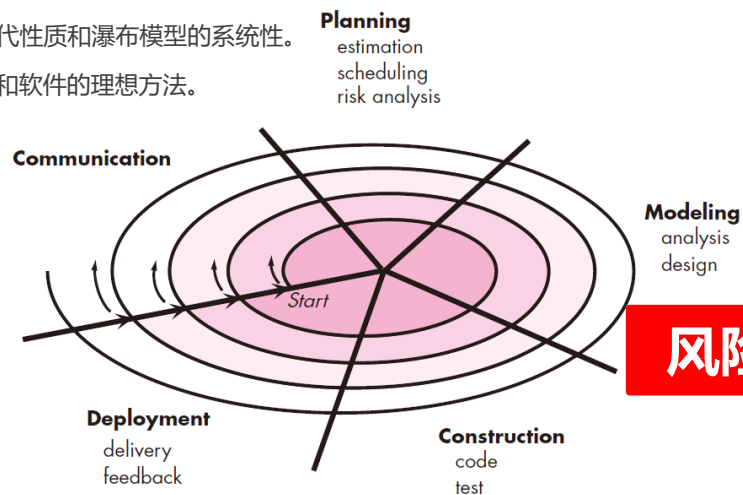 代性质和瀑布模型的系统性。
和软件的理想方法。
Planning
estimation
scheduling
risk analysis
Communication
Modeling
analysis
design
Start
风险
Deployment
delivery
feedback
Construction
code
test